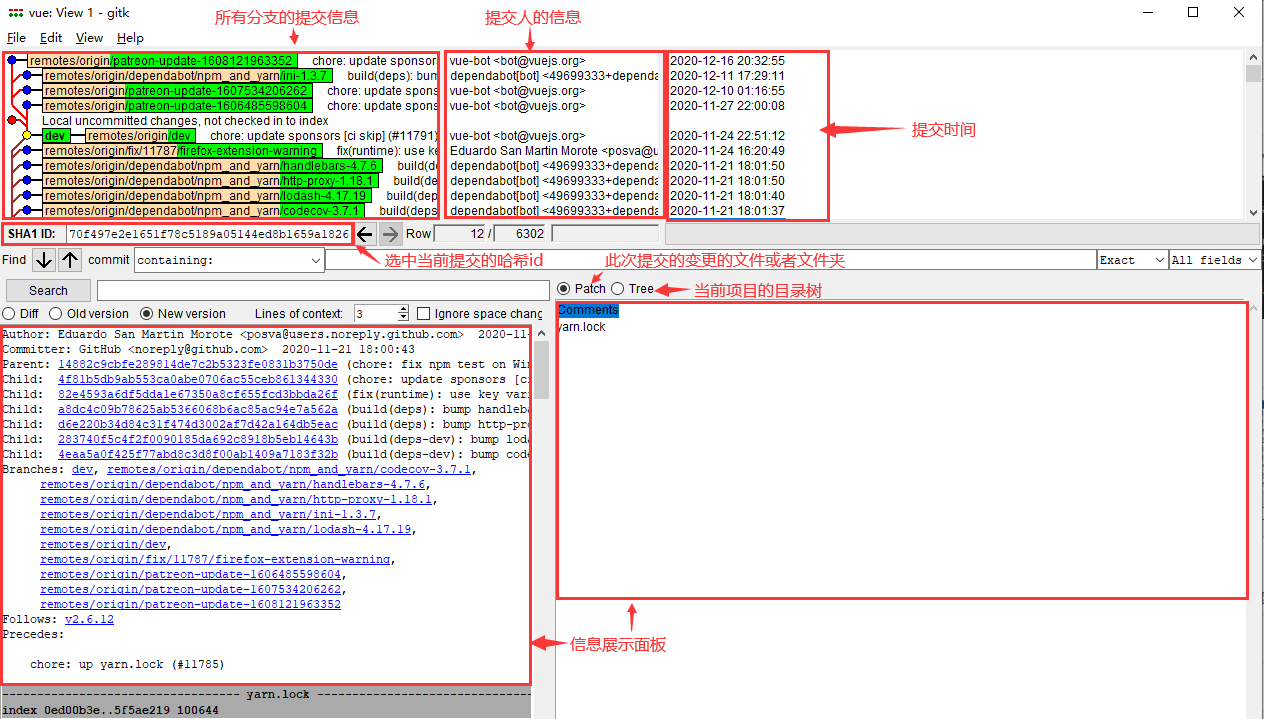 vue: View 1 - gitk
所有分支的提交信息
提交人的信息
File Edit View Help
remotes/origin/patreon-update-1608121963352 chore: update sponsor vue-bot <bot@vuejs.org> 2020-12-16 20:32:55
remotes/origin/dependabot/npm_and_yarn/ini-1.3.7 build(deps): bum dependabot[bot] <49699333+dependa 2020-12-11 17:29:11
remotes/origin/patreon-update-1607534206262 chore: update spons vue-bot <bot@vuejs.org> 2020-12-10 01:16:55
remotes/origin/patreon-update-1606485598604 chore: update spons vue-bot <bot@vuejs.org> 2020-11-27 22:00:08
Local uncommitted changes, not checked in to index
dev remotes/origin/dev chore: update sponsors [ci skip] (#11791) vue-bot <bot@vuejs.org> 2020-11-24 22:51:12
提交时间
remotes/origin/fix/11787/firefox-extension-warning fix(runtime): use ke Eduardo San Martin Morote <posva@u 2020-11-24 16:20:49
remotes/origin/dependabot/npm_and_yarn/handlebars-4.7.6 build(de dependabot[bot] <49699333+dependa 2020-11-21 18:01:50
remotes/origin/dependabot/npm_and_yarn/http-proxy-1.18.1 build(d dependabot[bot] <49699333+dependa 2020-11-21 18:01:50
remotes/origin/dependabot/npm_and_yarn/lodash-4.17.19 build(de dependabot[bot] <49699333+dependa 2020-11-21 18:01:40
remotes/origin/dependabot/npm_and_yarn/codecov-3.7.1 build(deps dependabot[bot] <49699333+dependa 2020-11-21 18:01:37
SHA1 ID: 70f497e2e1651f78c5189a05144ed8b1659a1826 Row 12 / 6302
Find commit containing: Exact All fields
选中当前提交的哈希id
此次提交的变更的文件或者文件夹
Search
Patch Tree
当前项目的目录树
Diff Old version New version Lines of context: 3 Ignore space chang
Comments
yarn.lock
Author: Eduardo San Martin Morote <posva@users.noreply.github.com> 2020-11-
Committer: GitHub <noreply@github.com> 2020-11-21 18:00:43
Parent: 14882c9cbfe289814de7c2b5323fe0831b3750de (chore: fix npm test on Win
Child: 4f81b5db9ab553ca0abe0706ac55ceb861344330 (chore: update sponsors [ci
Child: 82e4593a6df5dda1e67350a8cf655fcd3bbda26f (fix(runtime): use key vari
Child: a8dc4c09b78625ab5366068b6ac85ac94e7a562a (build(deps): bump handleba
Child: d6e220b34d84c31f474d3002af7d42a164db5eac (build(deps): bump http-pro
Child: 283740f5c4f2f0090185da692c8918b5eb14643b (build(deps-dev): bump loda
Child: 4eaa5a0f425f77abd8c3d8f00ab1409a7183f32b (build(deps-dev): bump code
Branches: dev, remotes/origin/dependabot/npm_and_yarn/codecov-3.7.1,
remotes/origin/dependabot/npm_and_yarn/handlebars-4.7.6,
remotes/origin/dependabot/npm_and_yarn/http-proxy-1.18.1,
remotes/origin/dependabot/npm_and_yarn/ini-1.3.7,
remotes/origin/dependabot/npm_and_yarn/lodash-4.17.19,
remotes/origin/dev,
remotes/origin/fix/11787/firefox-extension-warning,
remotes/origin/patreon-update-1606485598604,
remotes/origin/patreon-update-1607534206262,
remotes/origin/patreon-update-1608121963352
Follows: v2.6.12
Precedes:
信息展示面板
chore: up yarn.lock (#11785)
---------------------------------- yarn.lock ----------------------------------
index 0ed00b3e..5f5ae219 100644